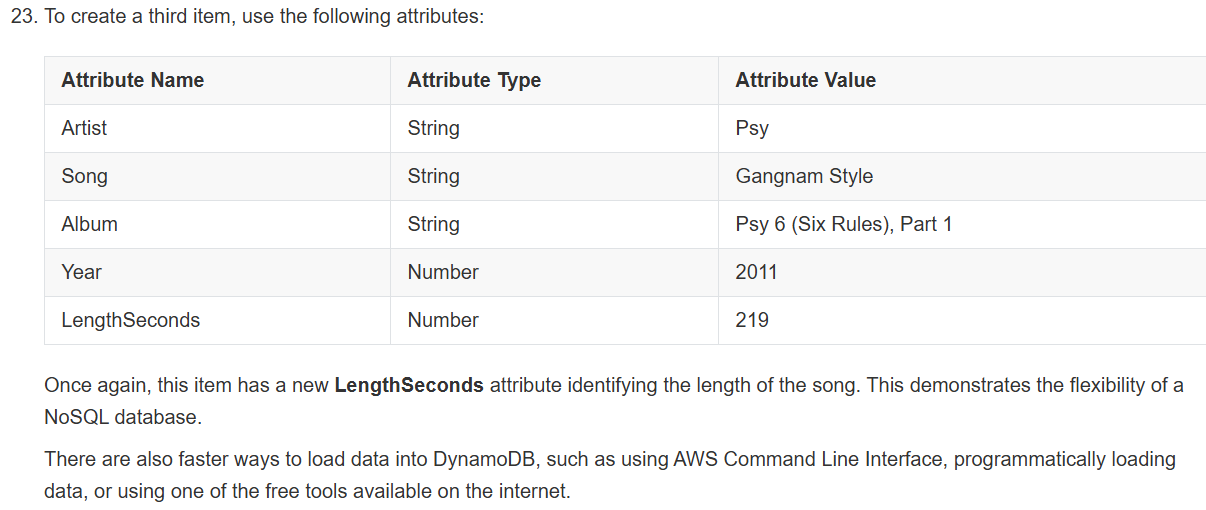 23. To create a third item, use the following attributes:
Attribute Name Attribute Type Attribute Value
Artist String Psy
Song String Gangnam Style
Album String Psy 6 (Six Rules), Part 1
Year Number 2011
LengthSeconds Number 219
Once again, this item has a new LengthSeconds attribute identifying the length of the song. This demonstrates the flexibility of a
NoSQL database.
There are also faster ways to load data into DynamoDB, such as using AWS Command Line Interface, programmatically loading
data, or using one of the free tools available on the internet.